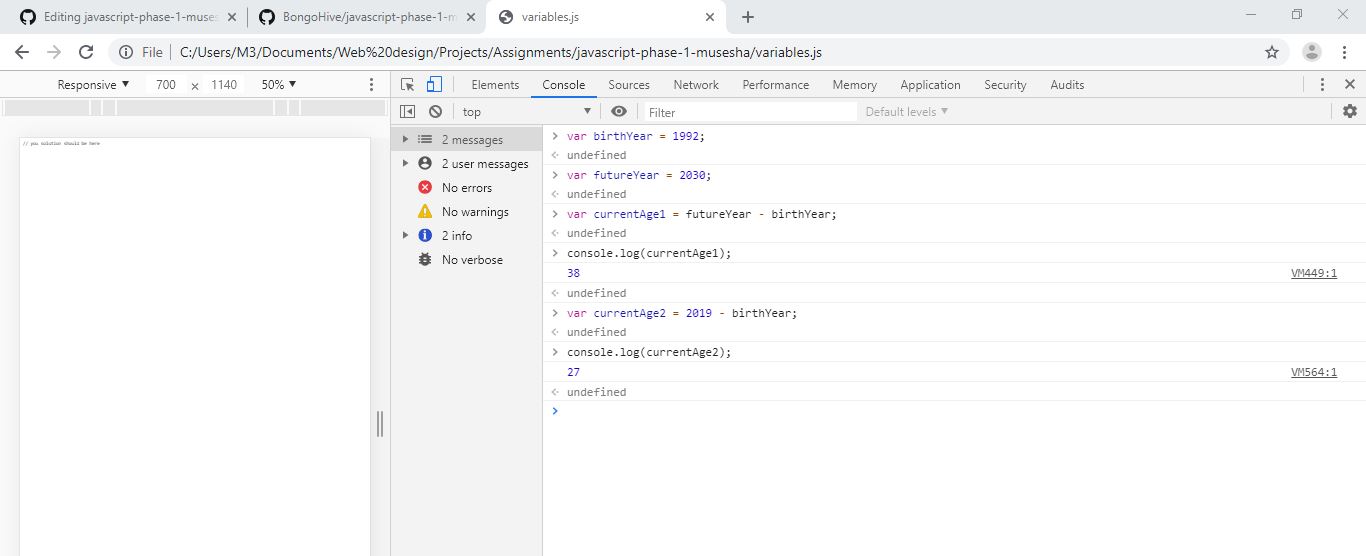 Editing javascript-phase-1-muses
BongoHive/javascript-phase-1-m
variables.js
File
C:/Users/M3/Documents/Web%20design/Projects/Assignments/javascript-phase-1-musesha/variables.js
Responsive ▼ 700 x 1140 50% ▼
Elements Console Sources Network Performance Memory Application Security Audits
top ▼ Filter Default levels ▼
// you solution should be here
2 messages
2 user messages
No errors
No warnings
2 info
No verbose
> var birthYear = 1992;
undefined
> var futureYear = 2030;
undefined
> var currentAge1 = futureYear - birthYear;
undefined
> console.log(currentAge1);
38 VM449:1
undefined
> var currentAge2 = 2019 - birthYear;
undefined
> console.log(currentAge2);
27 VM564:1
undefined
>